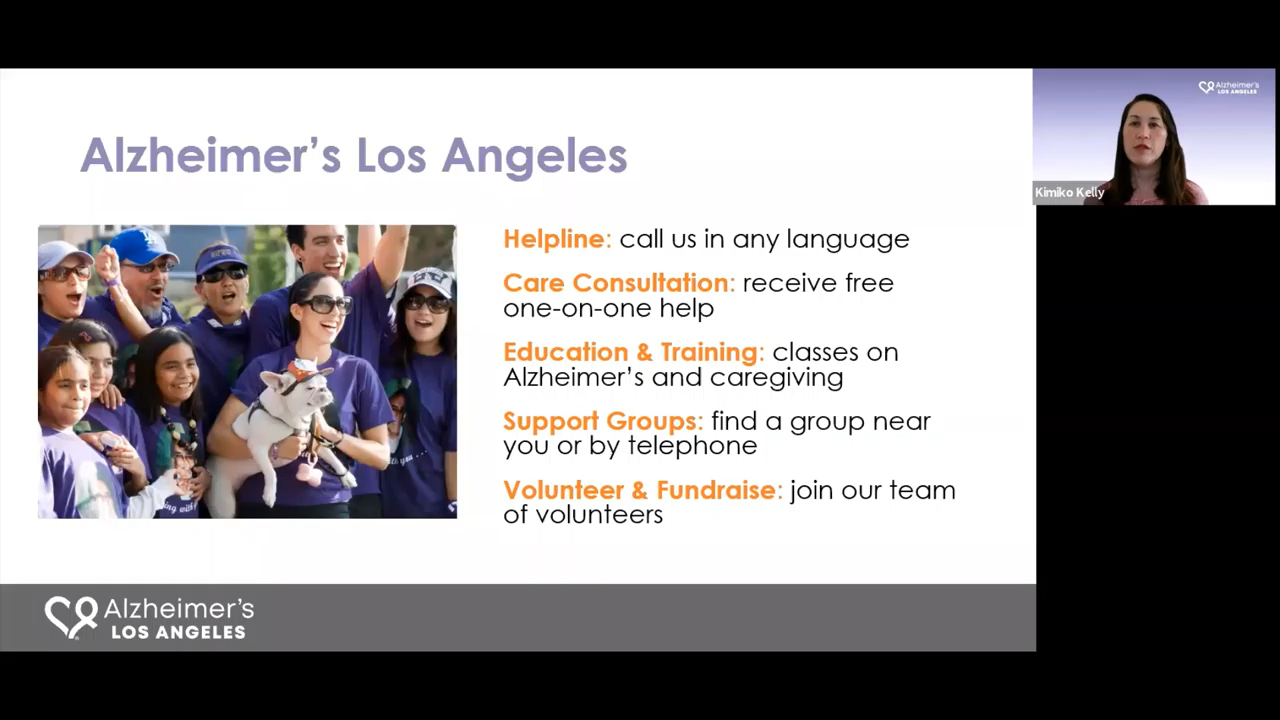 Alzheimer's Los Angeles
Helpline: call us in any language
Care Consultation: receive free
one-on-one help
Education & Training: classes on
Alzheimer's and caregiving
Support Groups: find a group near
you or by telephone
Volunteer & Fundraise: join our team
of volunteers
Alzheimer's
LOS ANGELES
Alzheimer's
LOS ANGELES
Kimiko Kelly